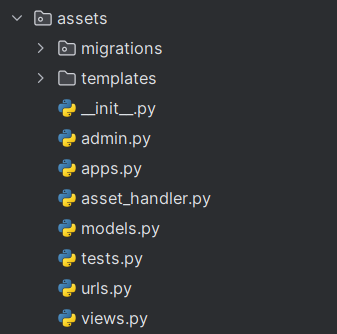 assets
migrations
templates
__init__.py
admin.py
apps.py
asset_handler.py
models.py
tests.py
urls.py
views.py